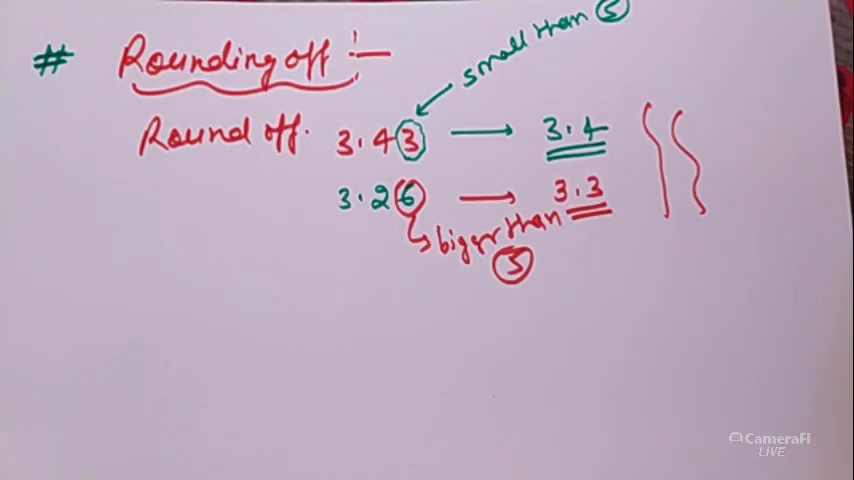 # Rounding off :-
small than 5
Round off. 3.43 → 3.4
3.26 → 3.3
biger than
5
CameraFi
LIVE